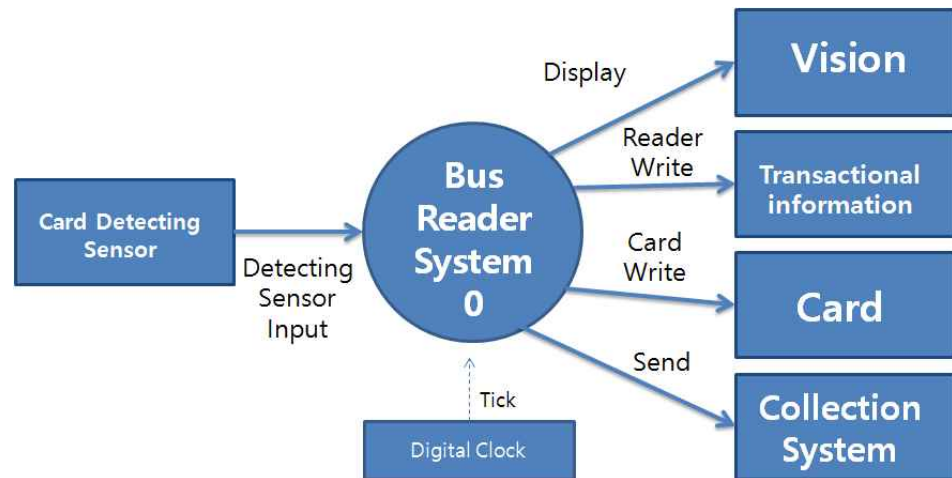 Card Detecting
Sensor
Detecting
Sensor
Input
Bus
Reader
System
0
Tick
Digital Clock
Display
Vision
Reader
Write
Transactional
information
Card
Write
Card
Send
Collection
System